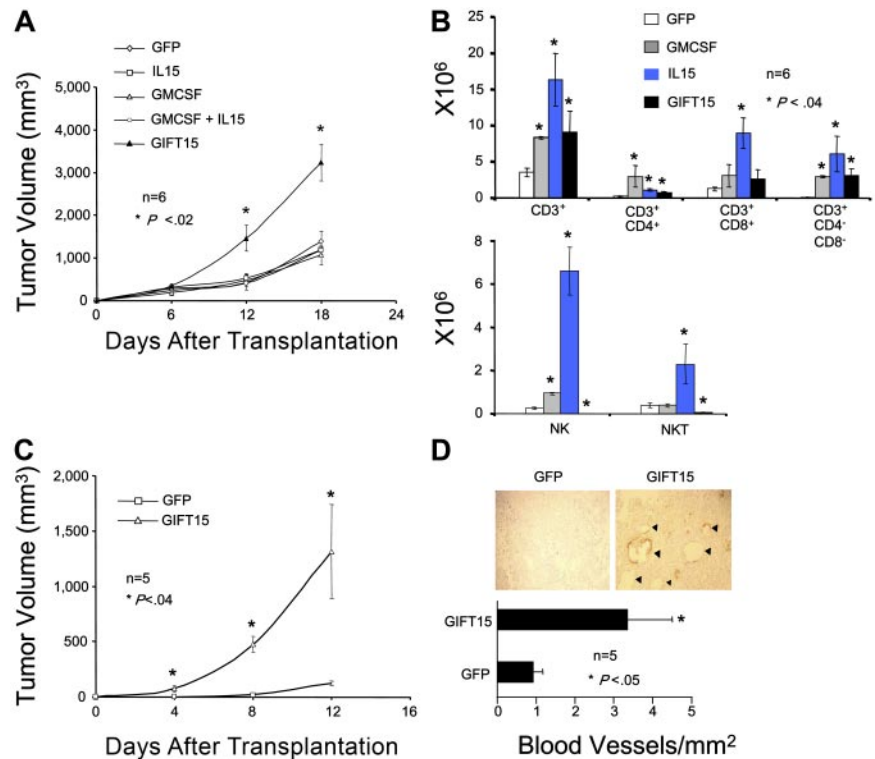 A
GFP
IL15
GMCSF
GMCSF + IL15
GIFT15
Tumor Volume (mm³)
5,000
4,000
3,000
2,000
1,000
0
n=6
* P <.02
*
*
0 6 12 18 24
Days After Transplantation
B
GFP
GMCSF
IL15
GIFT15
n=6
* P < .04
X10⁶
25
20
15
10
5
0
* * * * * * * * * *
CD3⁺ CD3⁺ CD3⁺ CD3⁺
CD4⁺ CD8⁺ CD4⁻
CD8⁻
X10⁶
8
6
4
2
0
* * * * *
NK NKT
C
GFP
GIFT15
Tumor Volume (mm³)
2,000
1,500
1,000
500
0
n=5
* P<.04
* * *
0 4 8 12 16
Days After Transplantation
D
GFP GIFT15
GIFT15 *
GFP
n=5
* P<.05
0 1 2 3 4 5
Blood Vessels/mm²